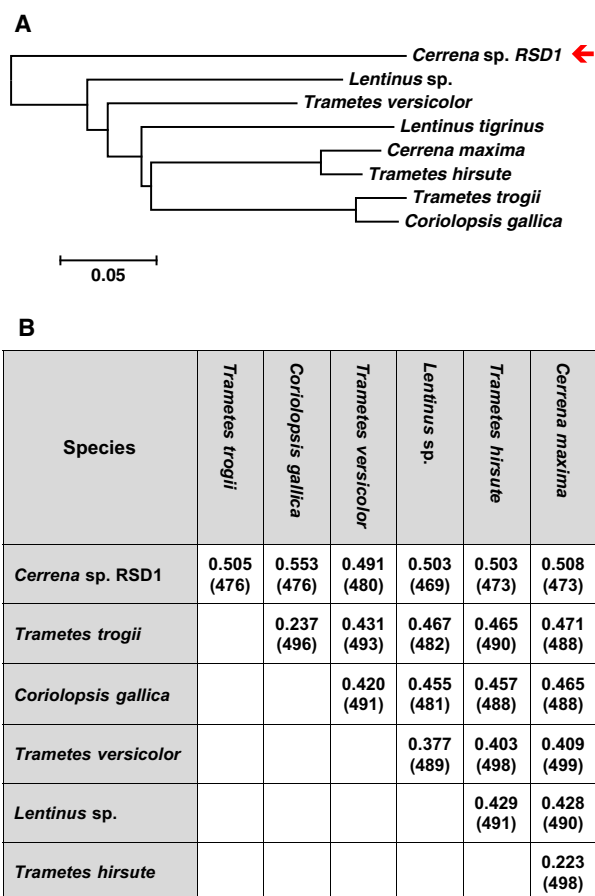 A
Cerrena sp. RSD1
Lentinus sp.
Trametes versicolor
Lentinus tigrinus
Cerrena maxima
Trametes hirsute
Trametes trogii
Coriolopsis gallica
0.05
B
Species
Trametes trogii
Coriolopsis gallica
Trametes versicolor
Lentinus sp.
Trametes hirsute
Cerrena maxima
Cerrena sp. RSD1
0.505 0.553 0.491 0.503 0.503 0.508
(476) (476) (480) (469) (473) (473)
Trametes trogii
0.237 0.431 0.467 0.465 0.471
(496) (493) (482) (490) (488)
Coriolopsis gallica
0.420 0.455 0.457 0.465
(491) (481) (488) (488)
Trametes versicolor
0.377 0.403 0.409
(489) (498) (499)
Lentinus sp.
0.429 0.428
(491) (490)
Trametes hirsute
0.223
(498)